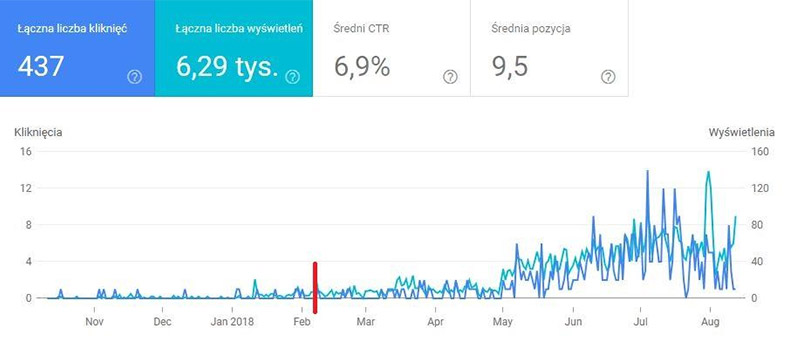 Łączna liczba kliknięć
437
Łączna liczba wyświetleń
6,29 tys.
Średni CTR
6,9%
Średnia pozycja
9,5
Kliknięcia
Wyświetlenia
16
160
12
120
8
80
4
40
0
0
Nov
Dec
Jan 2018
Feb
Mar
Apr
May
Jun
Jul
Aug